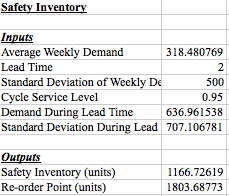 Safety Inventory
Inputs
Average Weekly Demand 318.480769
Lead Time 2
Standard Deviation of Weekly De 500
Cycle Service Level 0.95
Demand During Lead Time 636.961538
Standard Deviation During Lead 707.106781
Outputs
Safety Inventory (units) 1166.72619
Re-order Point (units) 1803.68773